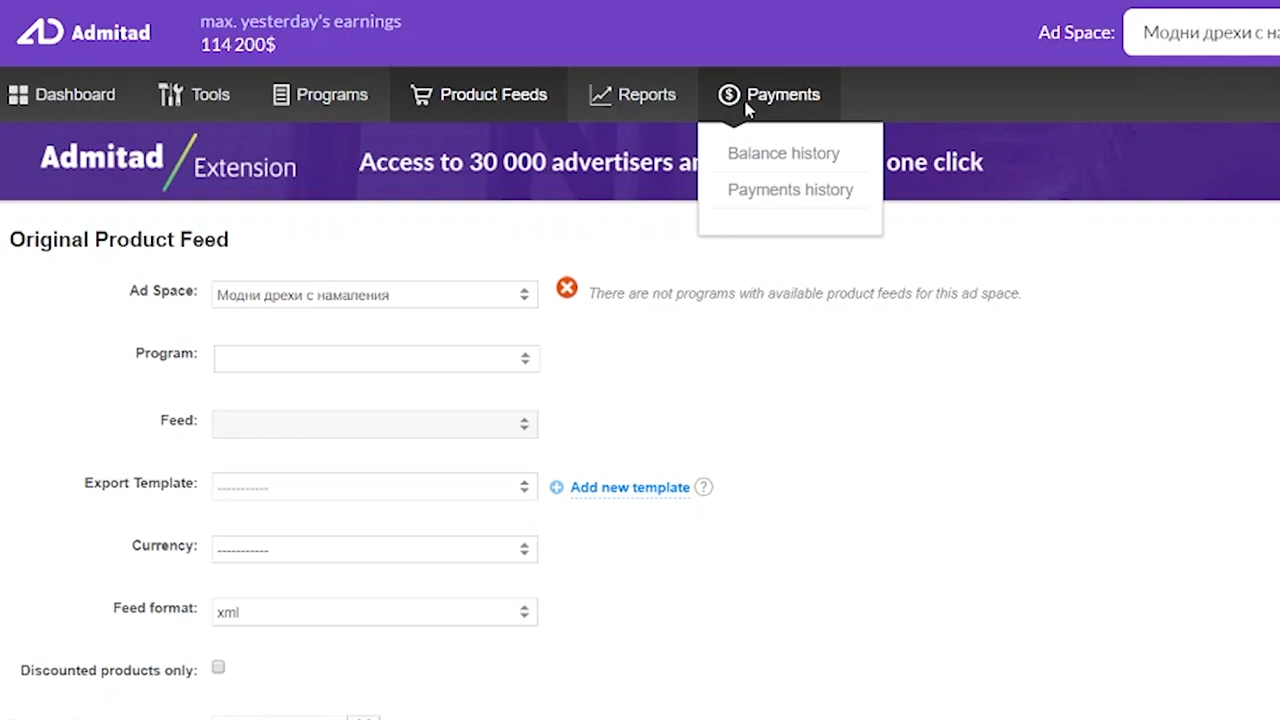 Admitad
max. yesterday's earnings
114 200$
Ad Space:
Модни дрехи с
Dashboard
Tools
Programs
Product Feeds
Reports
Payments
Admitad / Extension
Access to 30 000 advertisers
one click
Balance history
Payments history
Original Product Feed
Ad Space:
Модни дрехи с намаления
There are not programs with available product feeds for this ad space.
Program:
Feed:
Export Template:
-----------
Add new template
?
Currency:
-----------
Feed format:
xml
Discounted products only: